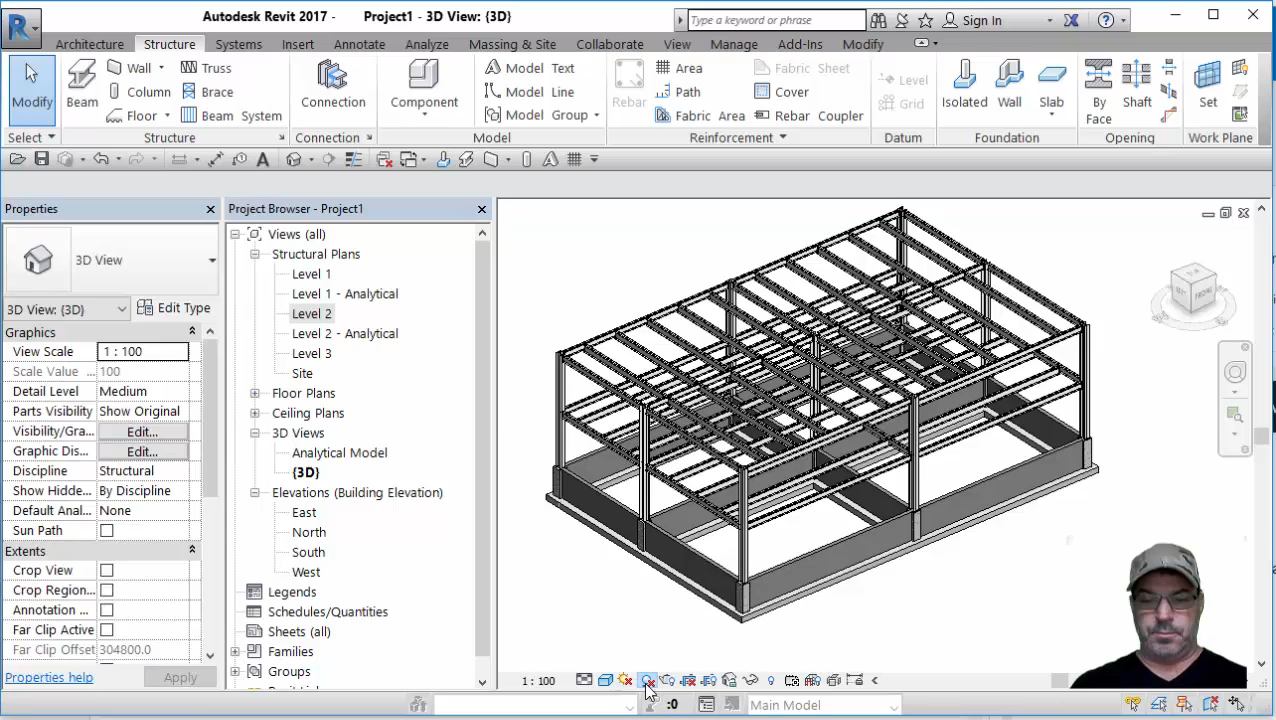 Autodesk Revit 2017 - Project1 - 3D View: {3D}
Type a keyword or phrase
Sign In
Architecture Structure Systems Insert Annotate Analyze Massing & Site Collaborate View Manage Add-Ins Modify
Modify
Beam
Wall
Column
Floor
Truss
Brace
Beam System
Connection
Component
Model Text
Model Line
Model Group
Rebar
Area
Path
Fabric Area
Fabric Sheet
Cover
Rebar Coupler
Level
Grid
Isolated
Wall
Slab
By Face
Shaft
Set
Select Structure Connection Model Reinforcement Datum Foundation Opening Work Plane
Properties
3D View
3D View: {3D} Edit Type
Graphics
View Scale 1 : 100
Scale Value ... 100
Detail Level Medium
Parts Visibility Show Original
Visibility/Gra... Edit...
Graphic Dis... Edit...
Discipline Structural
Show Hidde... By Discipline
Default Anal... None
Sun Path
Extents
Crop View
Crop Region...
Annotation ...
Far Clip Active
Far Clip Offset 304800.0
Properties help Apply
Project Browser - Project1
Views (all)
Structural Plans
Level 1
Level 1 - Analytical
Level 2
Level 2 - Analytical
Level 3
Site
Floor Plans
Ceiling Plans
3D Views
Analytical Model
{3D}
Elevations (Building Elevation)
East
North
South
West
Legends
Schedules/Quantities
Sheets (all)
Families
Groups
FRONT
1 : 100
:0
Main Model